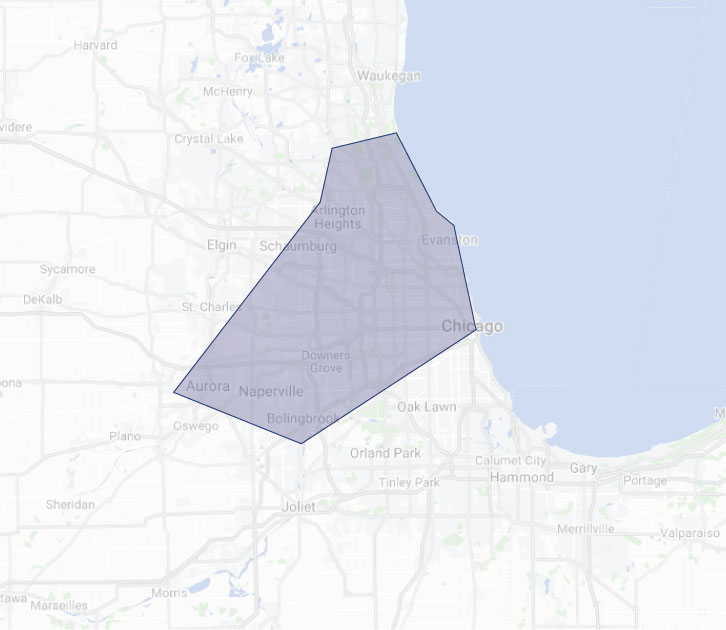 Harvard
Fox Lake
Waukegan
McHenry
videre
Crystal Lake
Arlington
Heights
Evanston
Elgin
Schaumburg
Sycamore
DeKalb
St. Charles
Chicago
Downers
Grove
Aurora
Naperville
Oak Lawn
Bolingbrook
Oswego
Plano
Orland Park
Calumet City
Gary
Hammond
Portage
Tinley Park
Sheridan
Joliet
Merrillville
Valparaiso
Morris
Marseilles